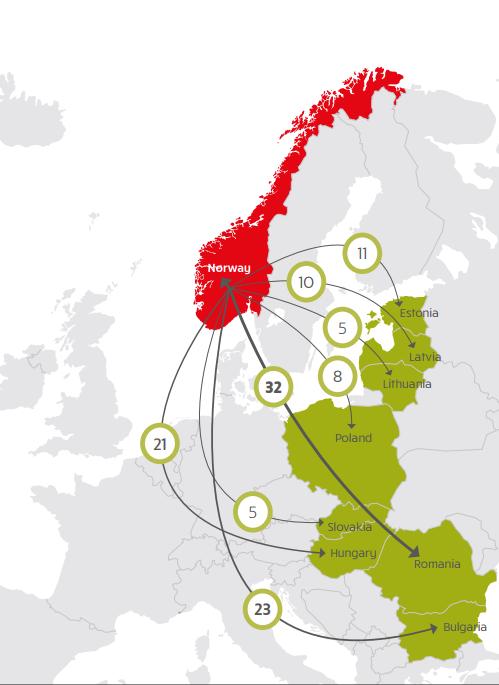 11
Norway
10
Estonia
5
Latvia
8
Lithuania
32
Poland
21
5
Slovakia
Hungary
Romania
23
Bulgaria